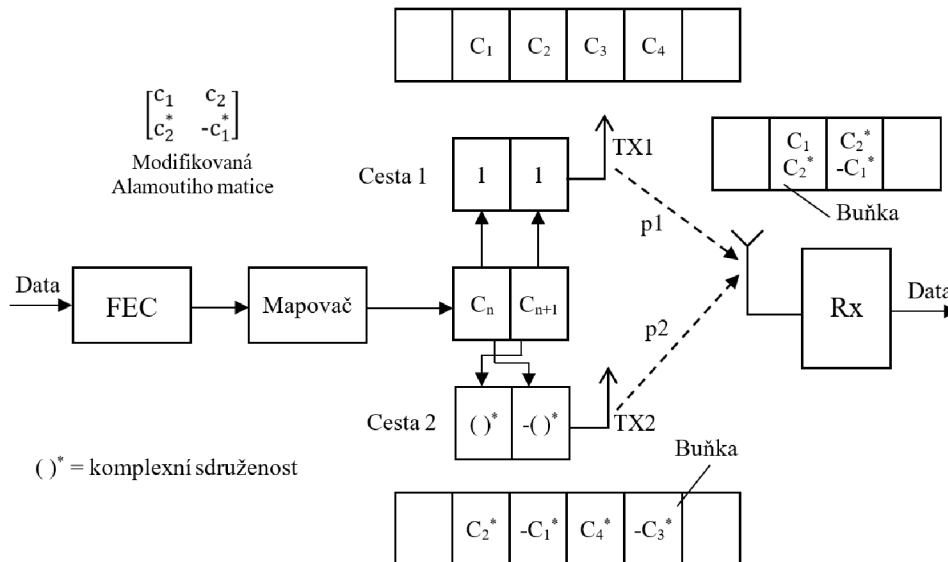 C₁ C₂ C₃ C₄
[c₁ c₂
c₂* -c₁*]
Modifikovaná
Alamoutiho matice
TX1
C₁ C₂*
C₂* -C₁*
Cesta 1
1 1
Buňka
p1
Data
FEC
Mapovač
Cₙ Cₙ₊₁
Rx
Data
p2
Cesta 2
( )* -( )*
TX2
Buňka
( )* = komplexní sdruženost
C₂* -C₁* C₄* -C₃*